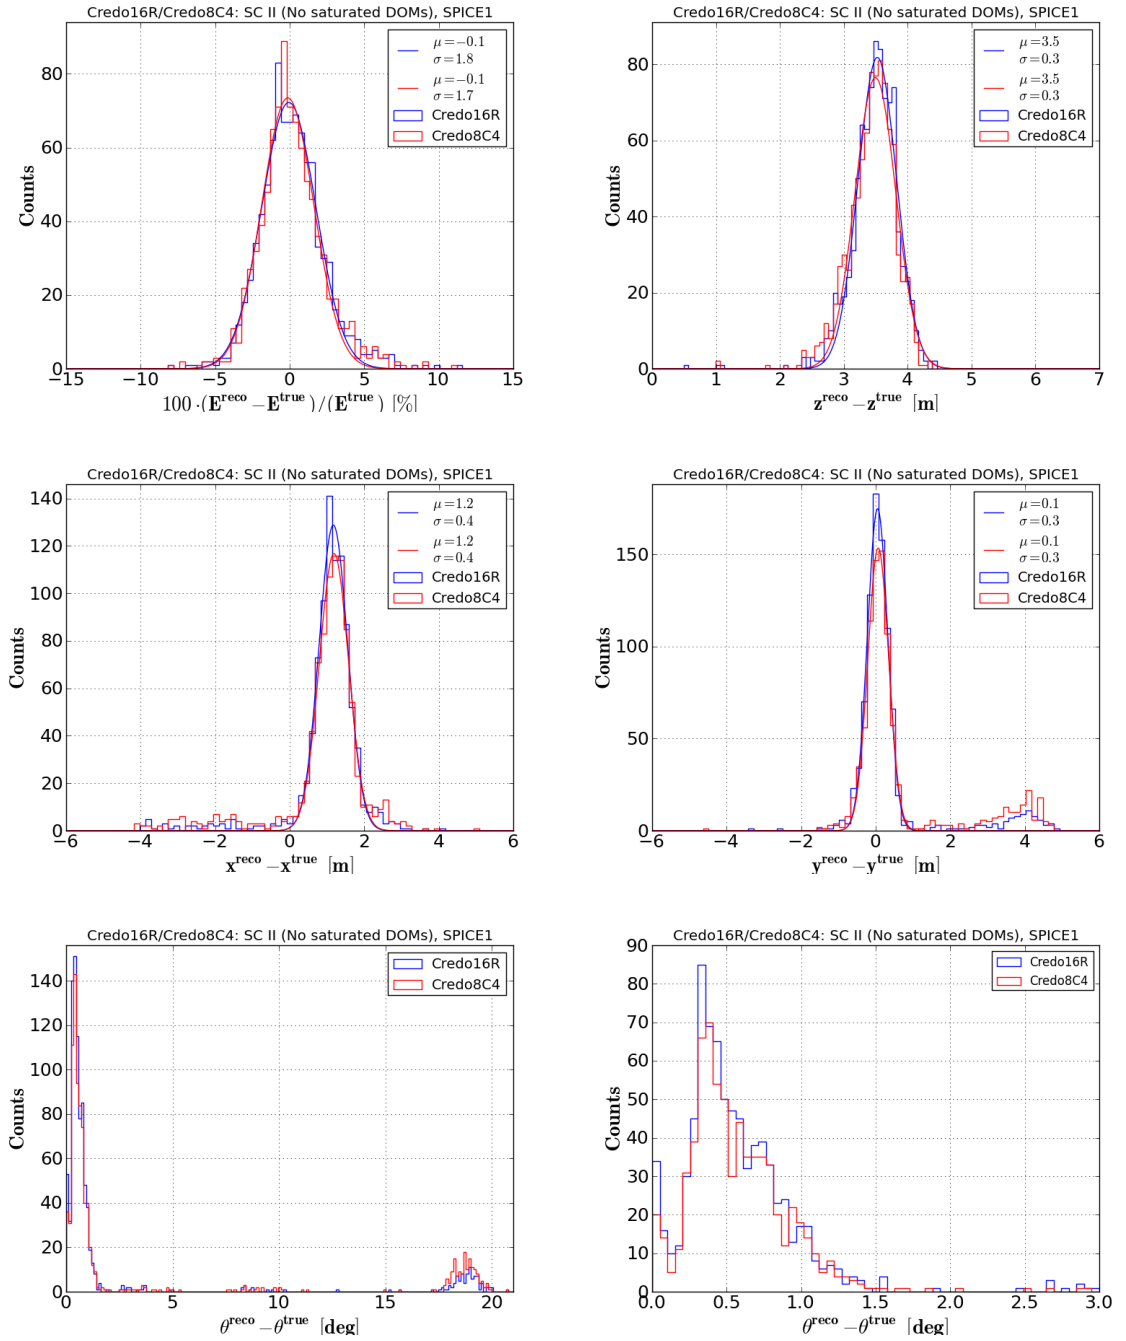 Credo16R/Credo8C4: SC II (No saturated DOMs), SPICE1
Counts
80
60
40
20
0
μ=−0.1
σ=1.8
μ=−0.1
σ=1.7
Credo16R
Credo8C4
−15 −10 −5 0 5 10 15
100·(E^reco −E^true)/(E^true) [%]
Credo16R/Credo8C4: SC II (No saturated DOMs), SPICE1
Counts
80
60
40
20
0
μ=3.5
σ=0.3
μ=3.5
σ=0.3
Credo16R
Credo8C4
0 1 2 3 4 5 6 7
z^reco −z^true [m]
Credo16R/Credo8C4: SC II (No saturated DOMs), SPICE1
Counts
140
120
100
80
60
40
20
0
μ=1.2
σ=0.4
μ=1.2
σ=0.4
Credo16R
Credo8C4
−6 −4 −2 0 2 4 6
x^reco −x^true [m]
Credo16R/Credo8C4: SC II (No saturated DOMs), SPICE1
Counts
150
100
50
0
μ=0.1
σ=0.3
μ=0.1
σ=0.3
Credo16R
Credo8C4
−6 −4 −2 0 2 4 6
y^reco −y^true [m]
Credo16R/Credo8C4: SC II (No saturated DOMs), SPICE1
Counts
140
120
100
80
60
40
20
0
Credo16R
Credo8C4
0 5 10 15 20
θ^reco −θ^true [deg]
Credo16R/Credo8C4: SC II (No saturated DOMs), SPICE1
Counts
90
80
70
60
50
40
30
20
10
0
Credo16R
Credo8C4
0.0 0.5 1.0 1.5 2.0 2.5 3.0
θ^reco −θ^true [deg]